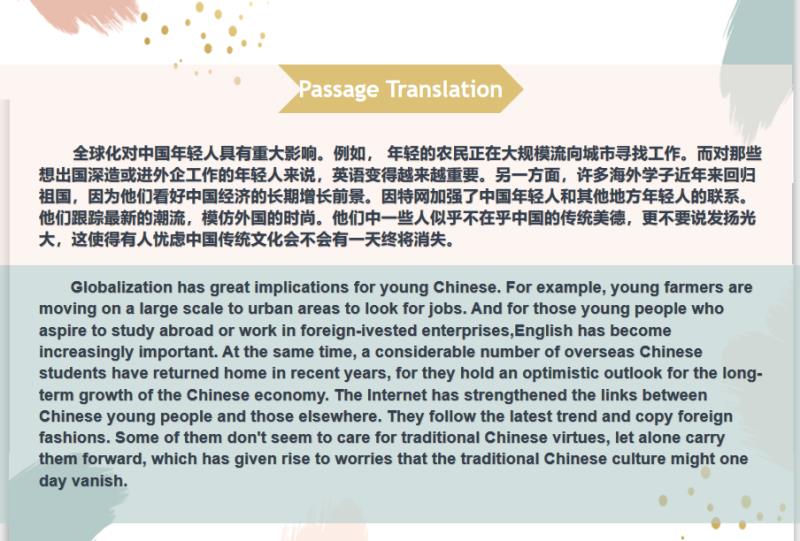 Passage Translation
全球化对中国年轻人具有重大影响。例如， 年轻的农民正在大规模流向城市寻找工作。而对那些
想出国深造或进外企工作的年轻人来说，英语变得越来越重要。另一方面，许多海外学子近年来回归
祖国，因为他们看好中国经济的长期增长前景。因特网加强了中国年轻人和其他地方年轻人的联系。
他们跟踪最新的潮流，模仿外国的时尚。他们中一些人似乎不在乎中国的传统美德，更不要说发扬光
大，这使得有人忧虑中国传统文化会不会有一天终将消失。
Globalization has great implications for young Chinese. For example, young farmers are
moving on a large scale to urban areas to look for jobs. And for those young people who
aspire to study abroad or work in foreign-ivested enterprises,English has become
increasingly important. At the same time, a considerable number of overseas Chinese
students have returned home in recent years, for they hold an optimistic outlook for the long-
term growth of the Chinese economy. The Internet has strengthened the links between
Chinese young people and those elsewhere. They follow the latest trend and copy foreign
fashions. Some of them don't seem to care for traditional Chinese virtues, let alone carry
them forward, which has given rise to worries that the traditional Chinese culture might one
day vanish.